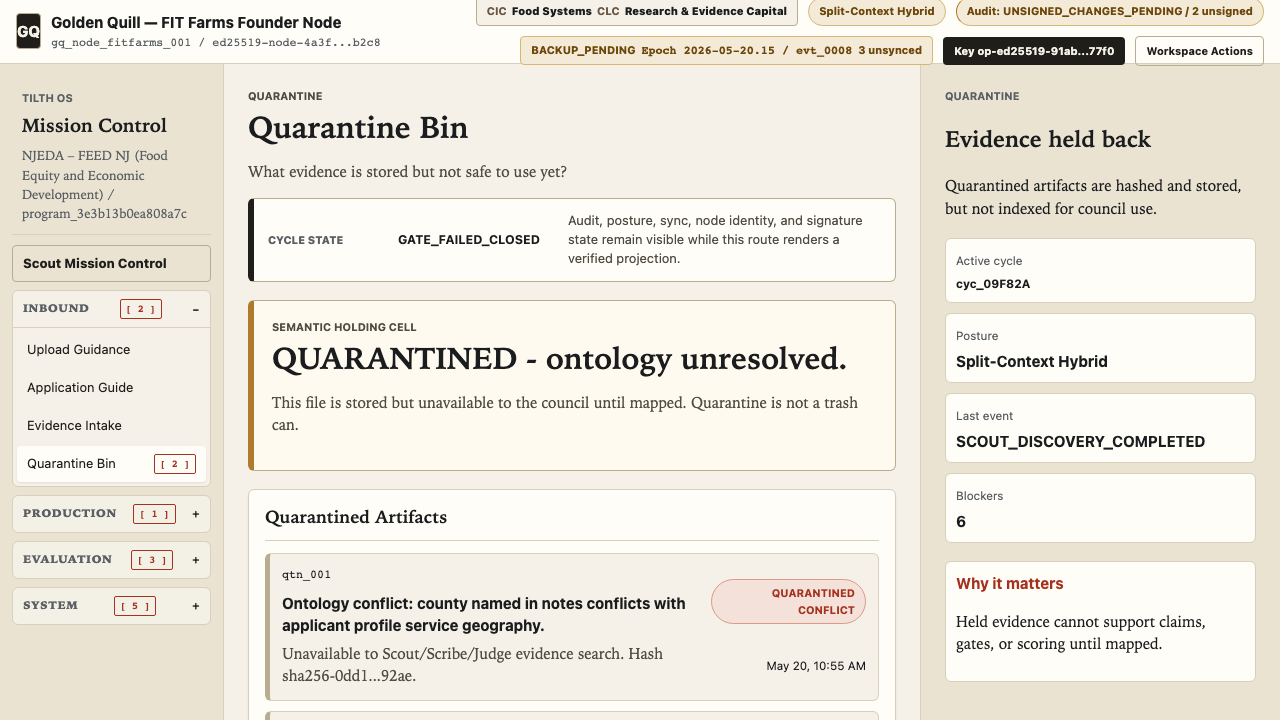 GQ
Golden Quill — FIT Farms Founder Node
gq_node_fitfarms_001 / ed25519-node-4a3f...b2c8
CIC Food Systems CLC Research & Evidence Capital
Split-Context Hybrid
Audit: UNSIGNED_CHANGES_PENDING / 2 unsigned
BACKUP_PENDING Epoch 2026-05-20.15 / evt_0008 3 unsynced
Key op-ed25519-91ab...77f0
Workspace Actions
TILTH OS
Mission Control
NJEDA – FEED NJ (Food
Equity and Economic
Development) /
program_3e3b13b0ea808a7c
Scout Mission Control
INBOUND [ 2 ] –
Upload Guidance
Application Guide
Evidence Intake
Quarantine Bin [ 2 ]
PRODUCTION [ 1 ] +
EVALUATION [ 3 ] +
SYSTEM [ 5 ] +
QUARANTINE
Quarantine Bin
What evidence is stored but not safe to use yet?
CYCLE STATE
GATE_FAILED_CLOSED
Audit, posture, sync, node identity, and signature
state remain visible while this route renders a
verified projection.
SEMANTIC HOLDING CELL
QUARANTINED - ontology unresolved.
This file is stored but unavailable to the council until mapped. Quarantine is not a trash
can.
Quarantined Artifacts
qtn_001
Ontology conflict: county named in notes conflicts with
applicant profile service geography.
Unavailable to Scout/Scribe/Judge evidence search. Hash
sha256-0dd1...92ae.
QUARANTINED
CONFLICT
May 20, 10:55 AM
QUARANTINE
Evidence held back
Quarantined artifacts are hashed and stored,
but not indexed for council use.
Active cycle
cyc_09F82A
Posture
Split-Context Hybrid
Last event
SCOUT_DISCOVERY_COMPLETED
Blockers
6
Why it matters
Held evidence cannot support claims,
gates, or scoring until mapped.